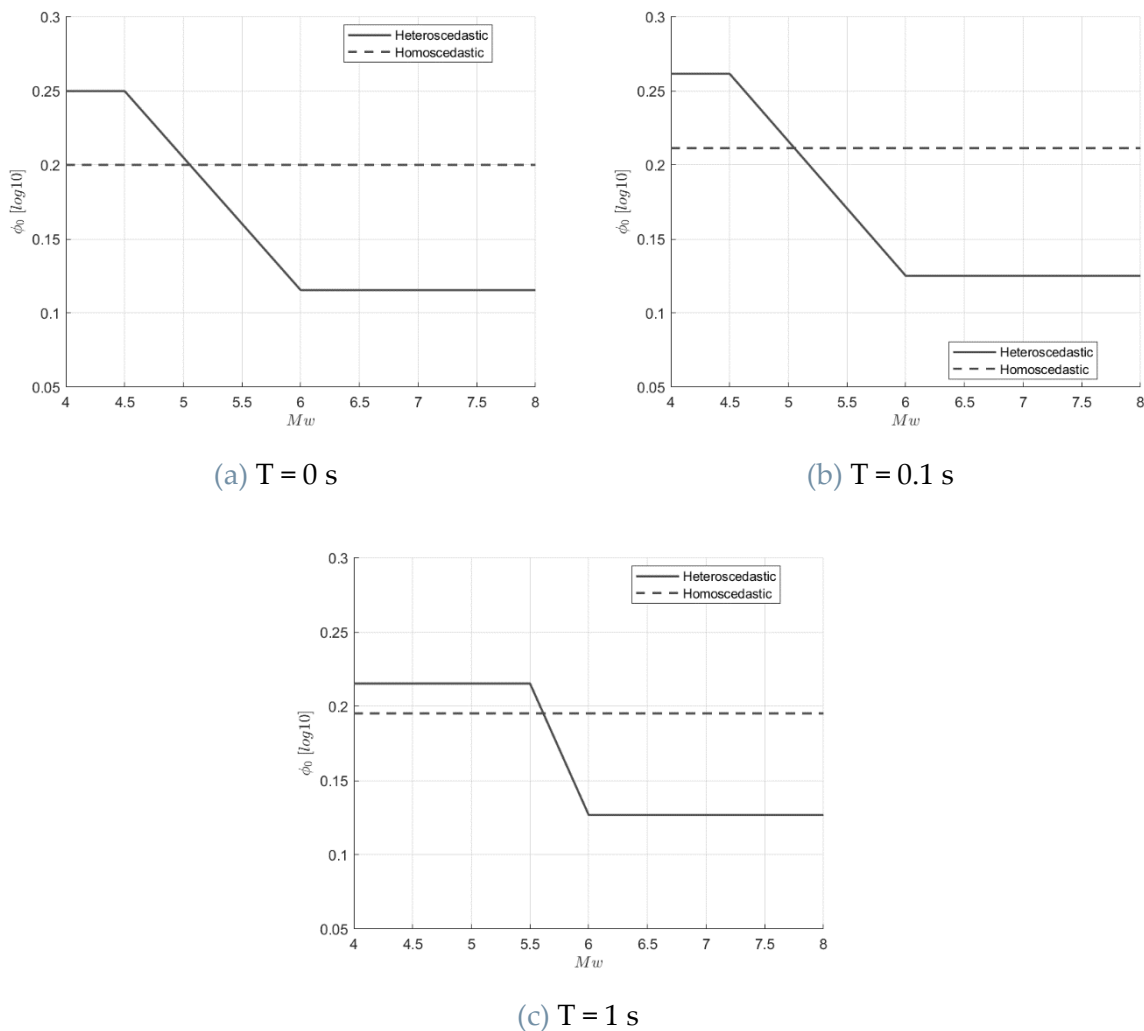 0.3
0.25
0.2
0.15
0.1
0.05
ϕ₀ [log10]
Heteroscedastic
Homoscedastic
4 4.5 5 5.5 6 6.5 7 7.5 8
Mw
(a) T = 0 s
0.3
0.25
0.2
0.15
0.1
0.05
ϕ₀ [log10]
Heteroscedastic
Homoscedastic
4 4.5 5 5.5 6 6.5 7 7.5 8
Mw
(b) T = 0.1 s
0.3
0.25
0.2
0.15
0.1
0.05
ϕ₀ [log10]
Heteroscedastic
Homoscedastic
4 4.5 5 5.5 6 6.5 7 7.5 8
Mw
(c) T = 1 s